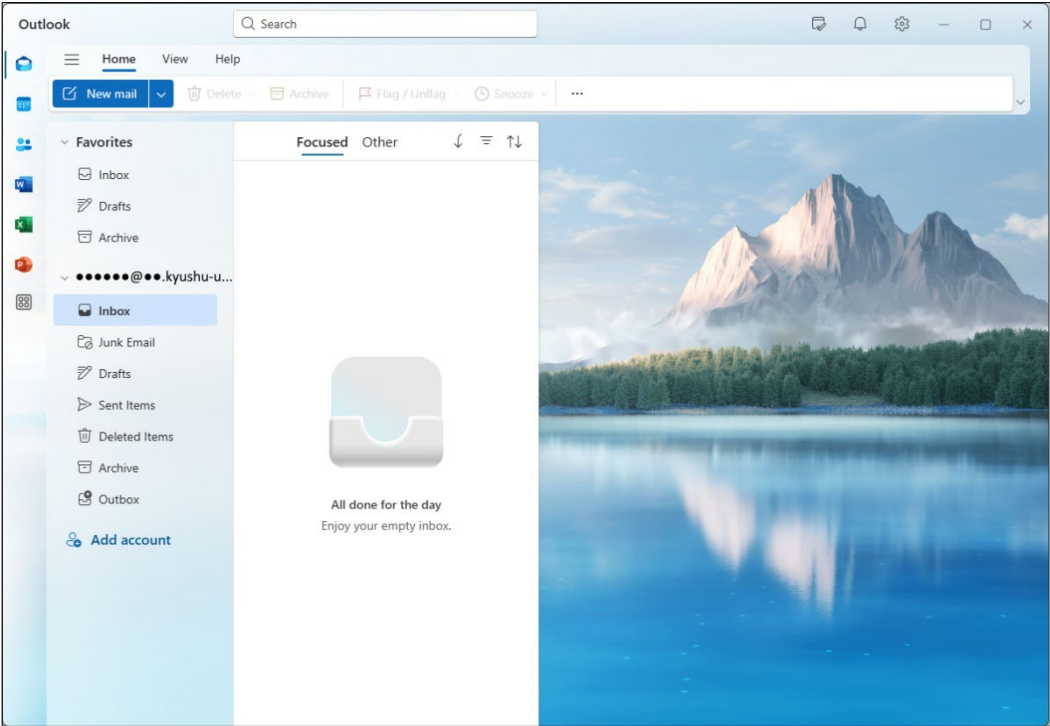 Outlook
Search
Home View Help
New mail Delete Archive Flag / Unflag Snooze ...
Favorites
Inbox
Drafts
Archive
●●●●●●@●●.kyushu-u...
Inbox
Junk Email
Drafts
Sent Items
Deleted Items
Archive
Outbox
Add account
Focused Other
All done for the day
Enjoy your empty inbox.